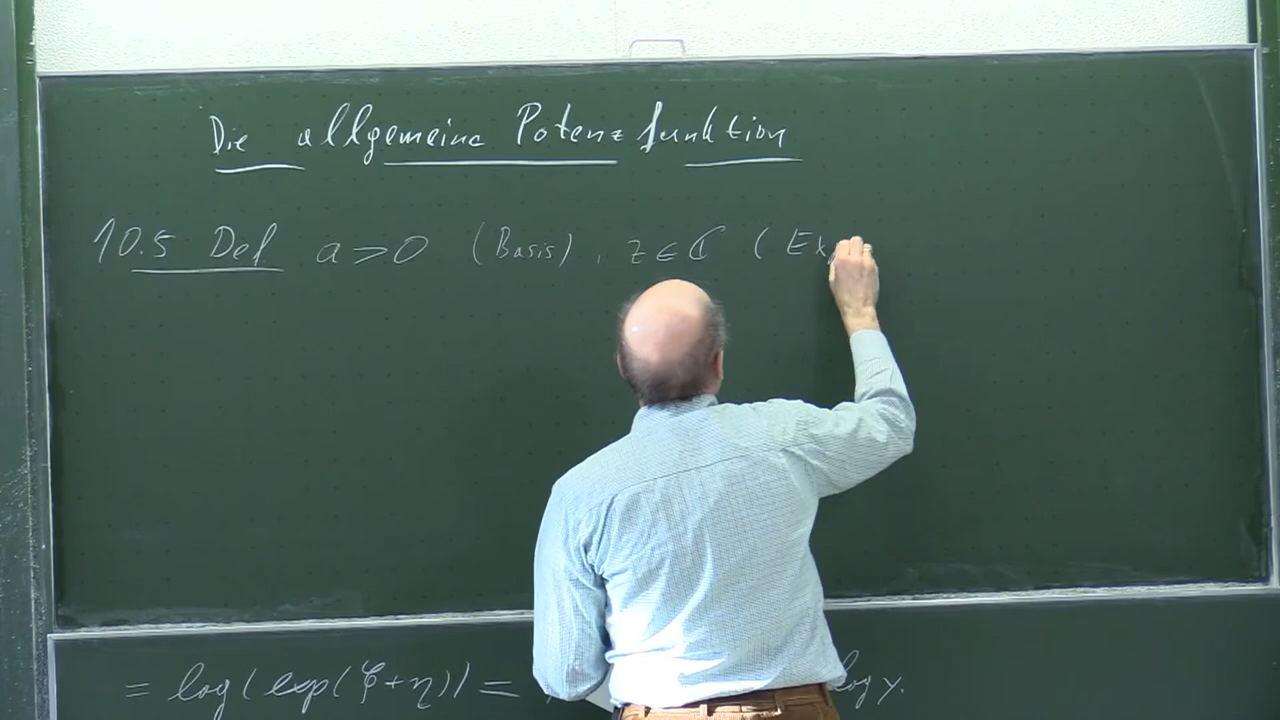 Die allgemeine Potenzfunktion
10.5 Def a > 0 (Basis), z ∈ ℂ (Ex
= log(exp(ξ+η)) = log y.